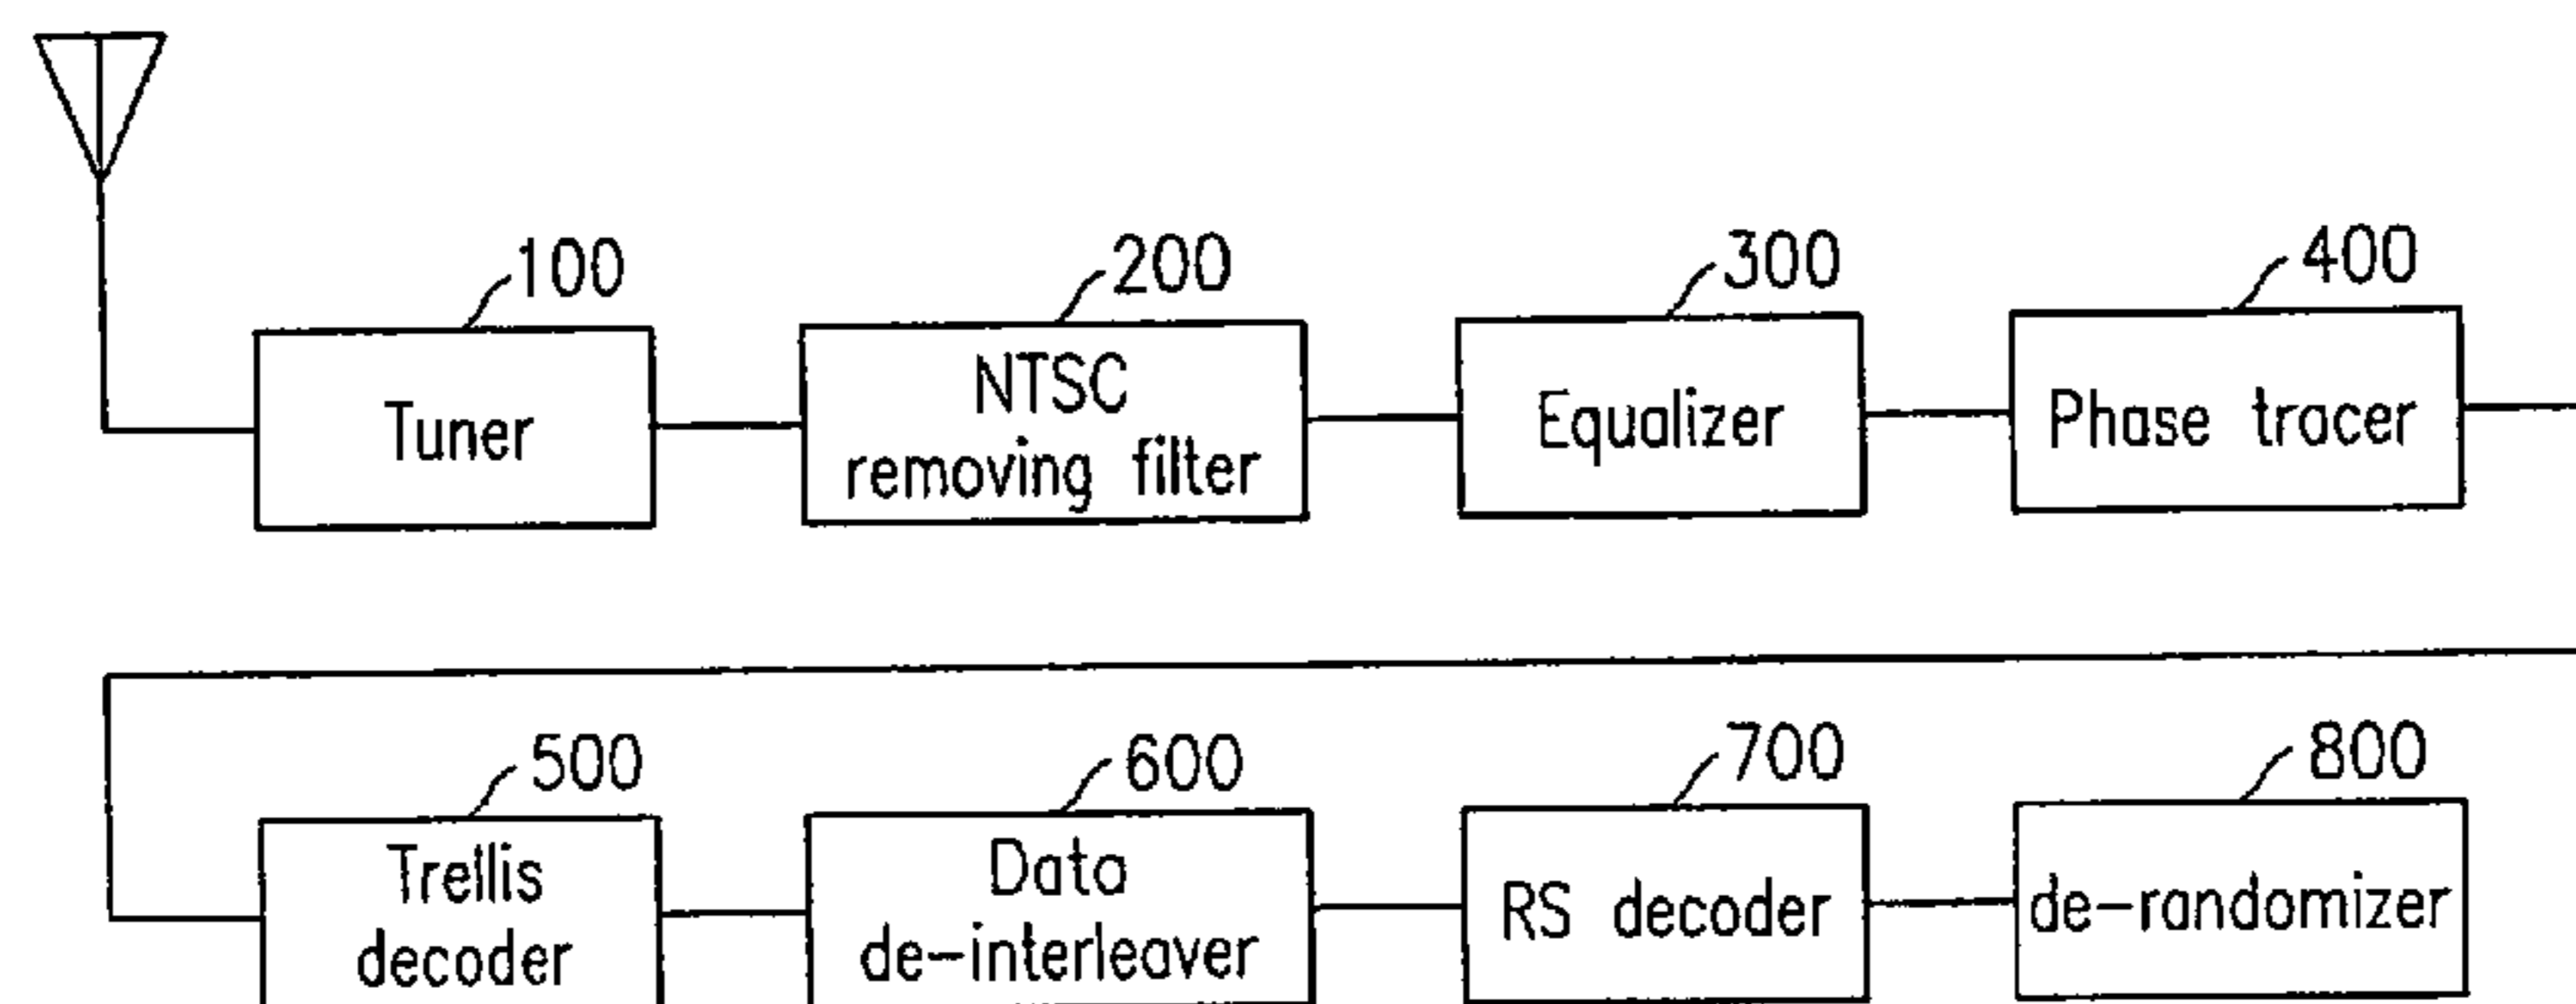 100
200
300
400
Tuner
NTSC
removing filter
Equalizer
Phase tracer
500
600
700
800
Trellis
decoder
Data
de-interleaver
RS decoder
de-randomizer